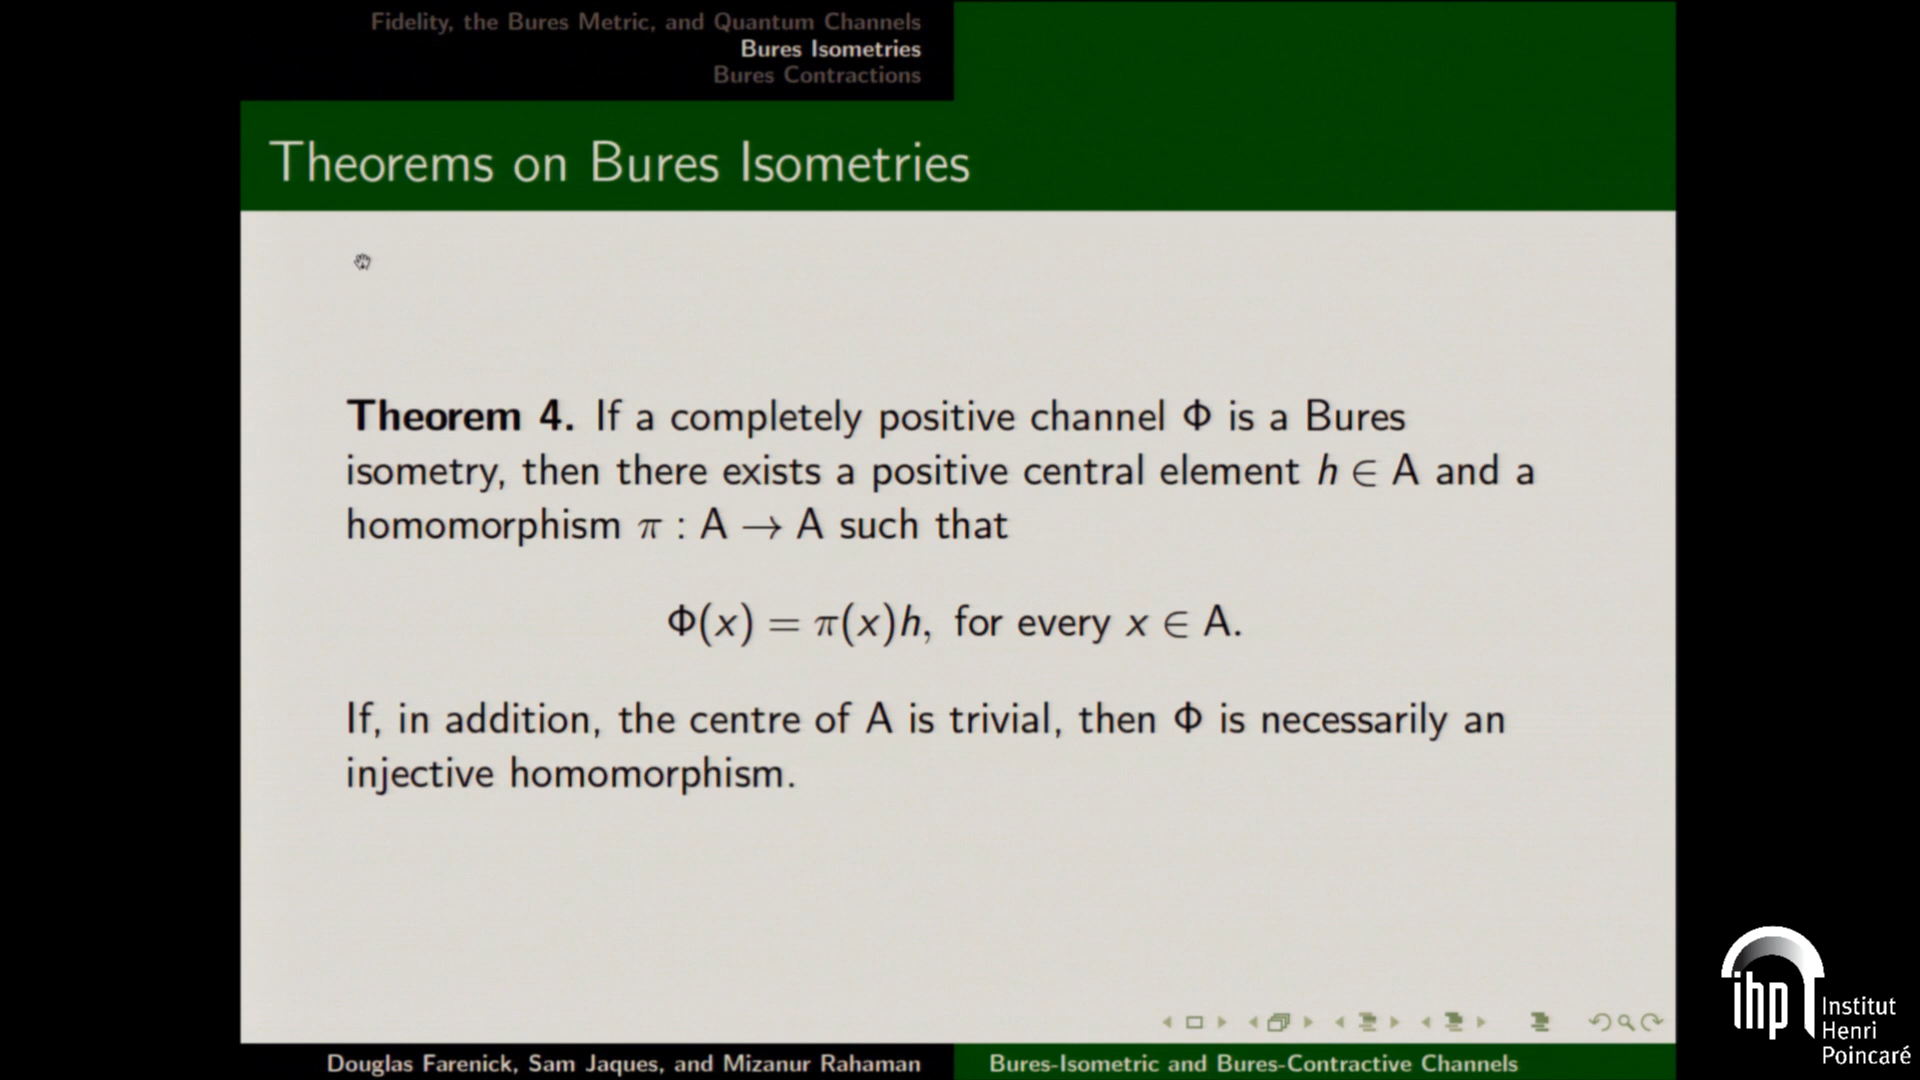 Fidelity, the Bures Metric, and Quantum Channels
Bures Isometries
Bures Contractions
Theorems on Bures Isometries
Theorem 4. If a completely positive channel Φ is a Bures
isometry, then there exists a positive central element h ∈ A and a
homomorphism π : A → A such that
Φ(x) = π(x)h, for every x ∈ A.
If, in addition, the centre of A is trivial, then Φ is necessarily an
injective homomorphism.
Douglas Farenick, Sam Jaques, and Mizanur Rahaman
Bures-Isometric and Bures-Contractive Channels
ihp
Institut
Henri
Poincaré